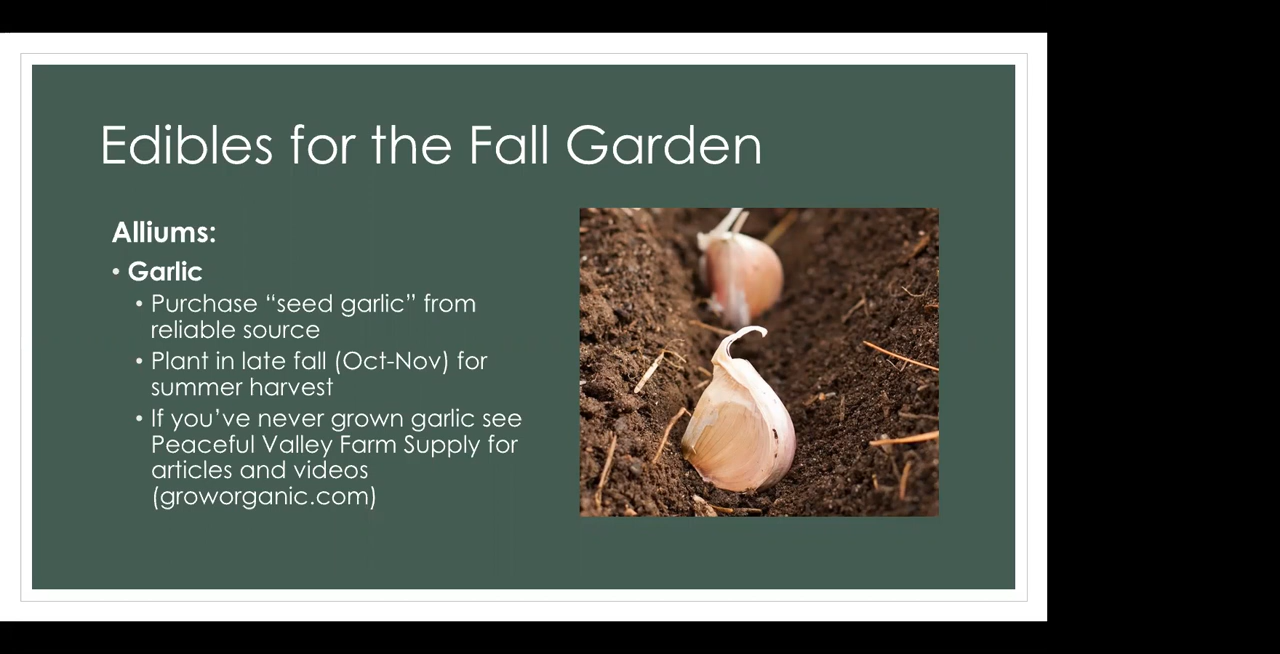 Edibles for the Fall Garden
Alliums:
• Garlic
• Purchase “seed garlic” from
reliable source
• Plant in late fall (Oct-Nov) for
summer harvest
• If you’ve never grown garlic see
Peaceful Valley Farm Supply for
articles and videos
(groworganic.com)